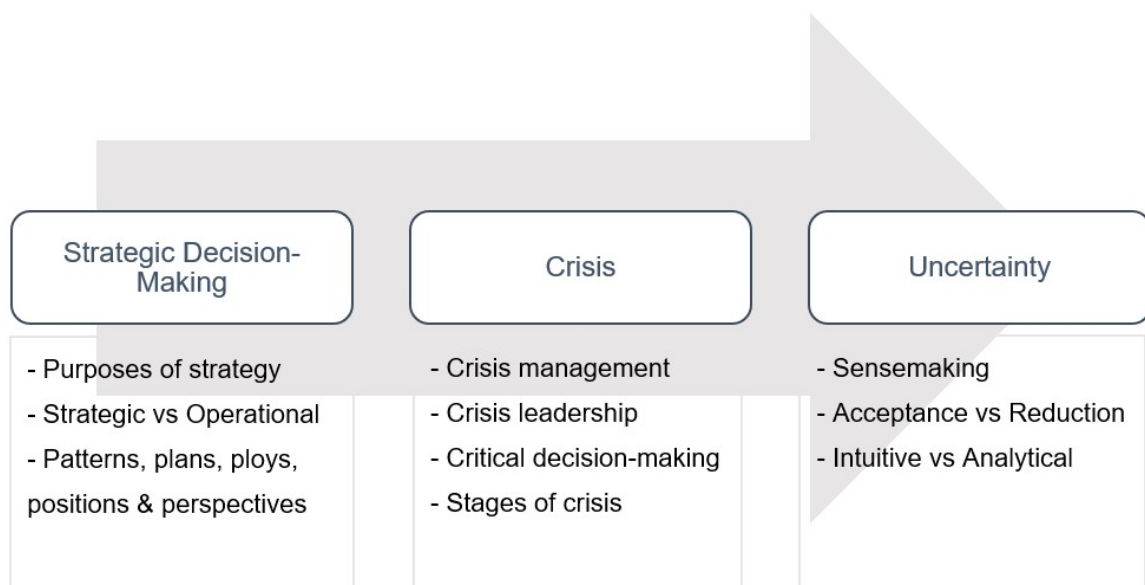 Strategic Decision-
Making
- Purposes of strategy
- Strategic vs Operational
- Patterns, plans, ploys,
positions & perspectives
Crisis
- Crisis management
- Crisis leadership
- Critical decision-making
- Stages of crisis
Uncertainty
- Sensemaking
- Acceptance vs Reduction
- Intuitive vs Analytical